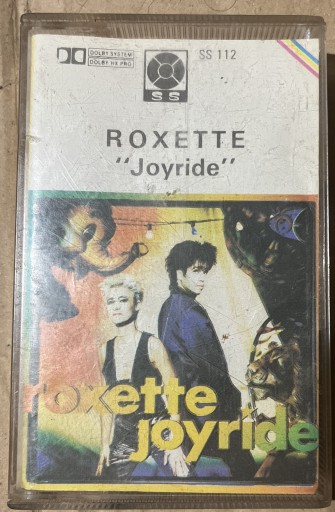 DOLBY SYSTEM
DOLBY HX PRO
SS
SS 112
ROXETTE
"Joyride"
roxette
joyride